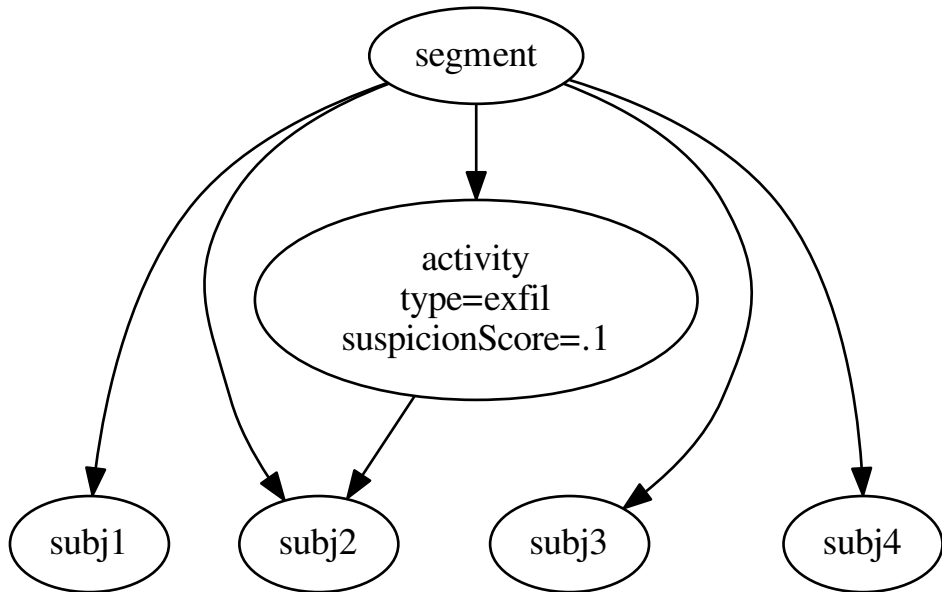 segment
activity
type=exfil
suspicionScore=.1
subj1
subj2
subj3
subj4